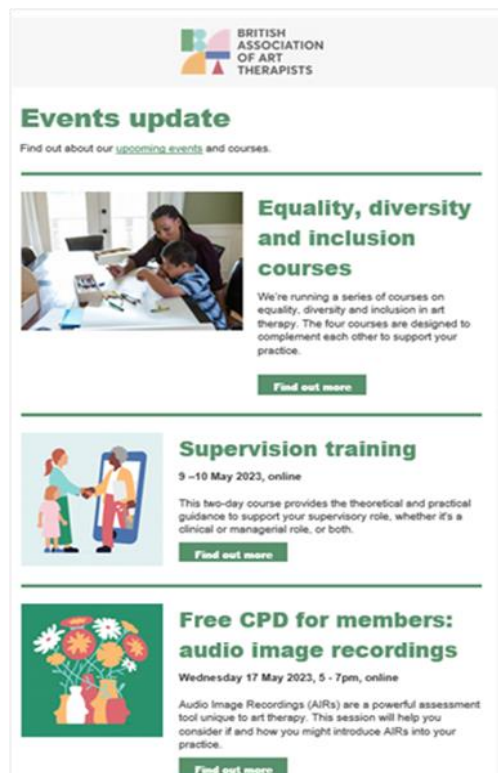 BRITISH
ASSOCIATION
OF ART
THERAPISTS
Events update
Find out about our upcoming events and courses.
Equality, diversity
and inclusion
courses
We're running a series of courses on
equality, diversity and inclusion in art
therapy. The four courses are designed to
complement each other to support your
practice.
Find out more
Supervision training
9 –10 May 2023, online
This two-day course provides the theoretical and practical
guidance to support your supervisory role, whether it's a
clinical or managerial role, or both.
Find out more
Free CPD for members:
audio image recordings
Wednesday 17 May 2023, 5 - 7pm, online
Audio Image Recordings (AIRs) are a powerful assessment
tool unique to art therapy. This session will help you
consider if and how you might introduce AIRs into your
practice.
Find out more